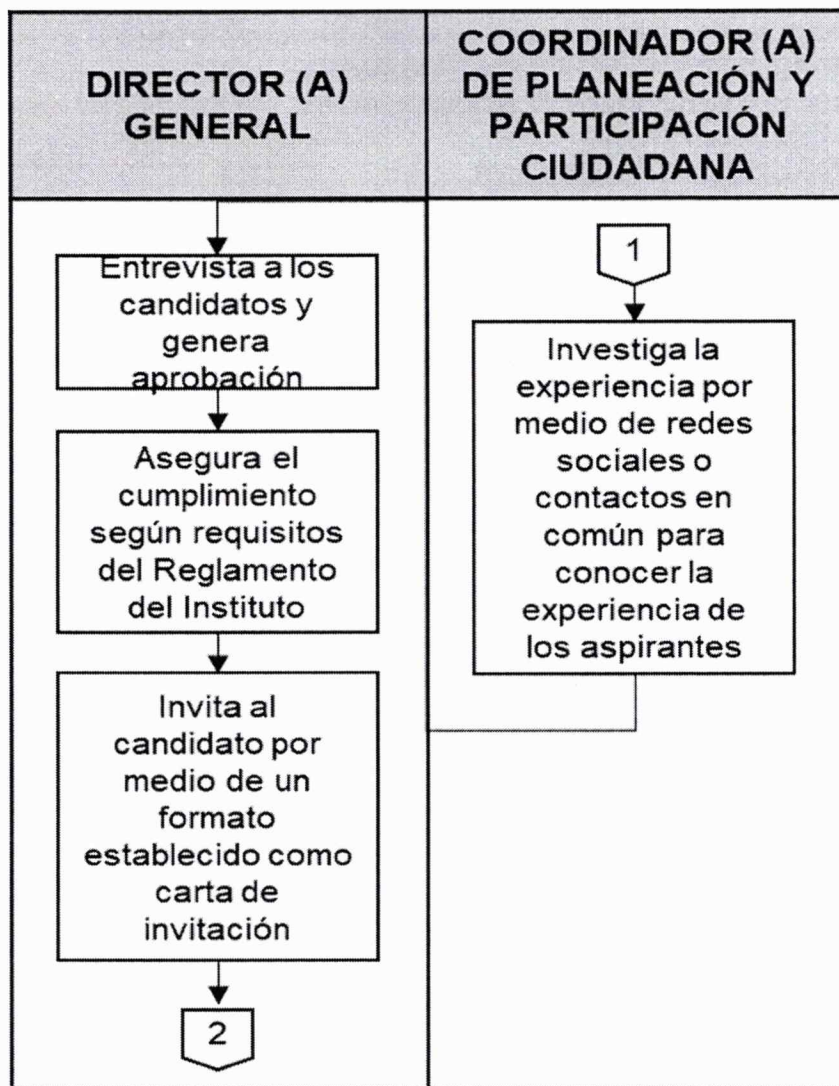 DIRECTOR (A)
GENERAL
COORDINADOR (A)
DE PLANEACIÓN Y
PARTICIPACIÓN
CIUDADANA
Entrevista a los
candidatos y
genera
aprobación
Asegura el
cumplimiento
según requisitos
del Reglamento
del Instituto
Invita al
candidato por
medio de un
formato
establecido como
carta de
invitación
2
1
Investiga la
experiencia por
medio de redes
sociales o
contactos en
común para
conocer la
experiencia de
los aspirantes